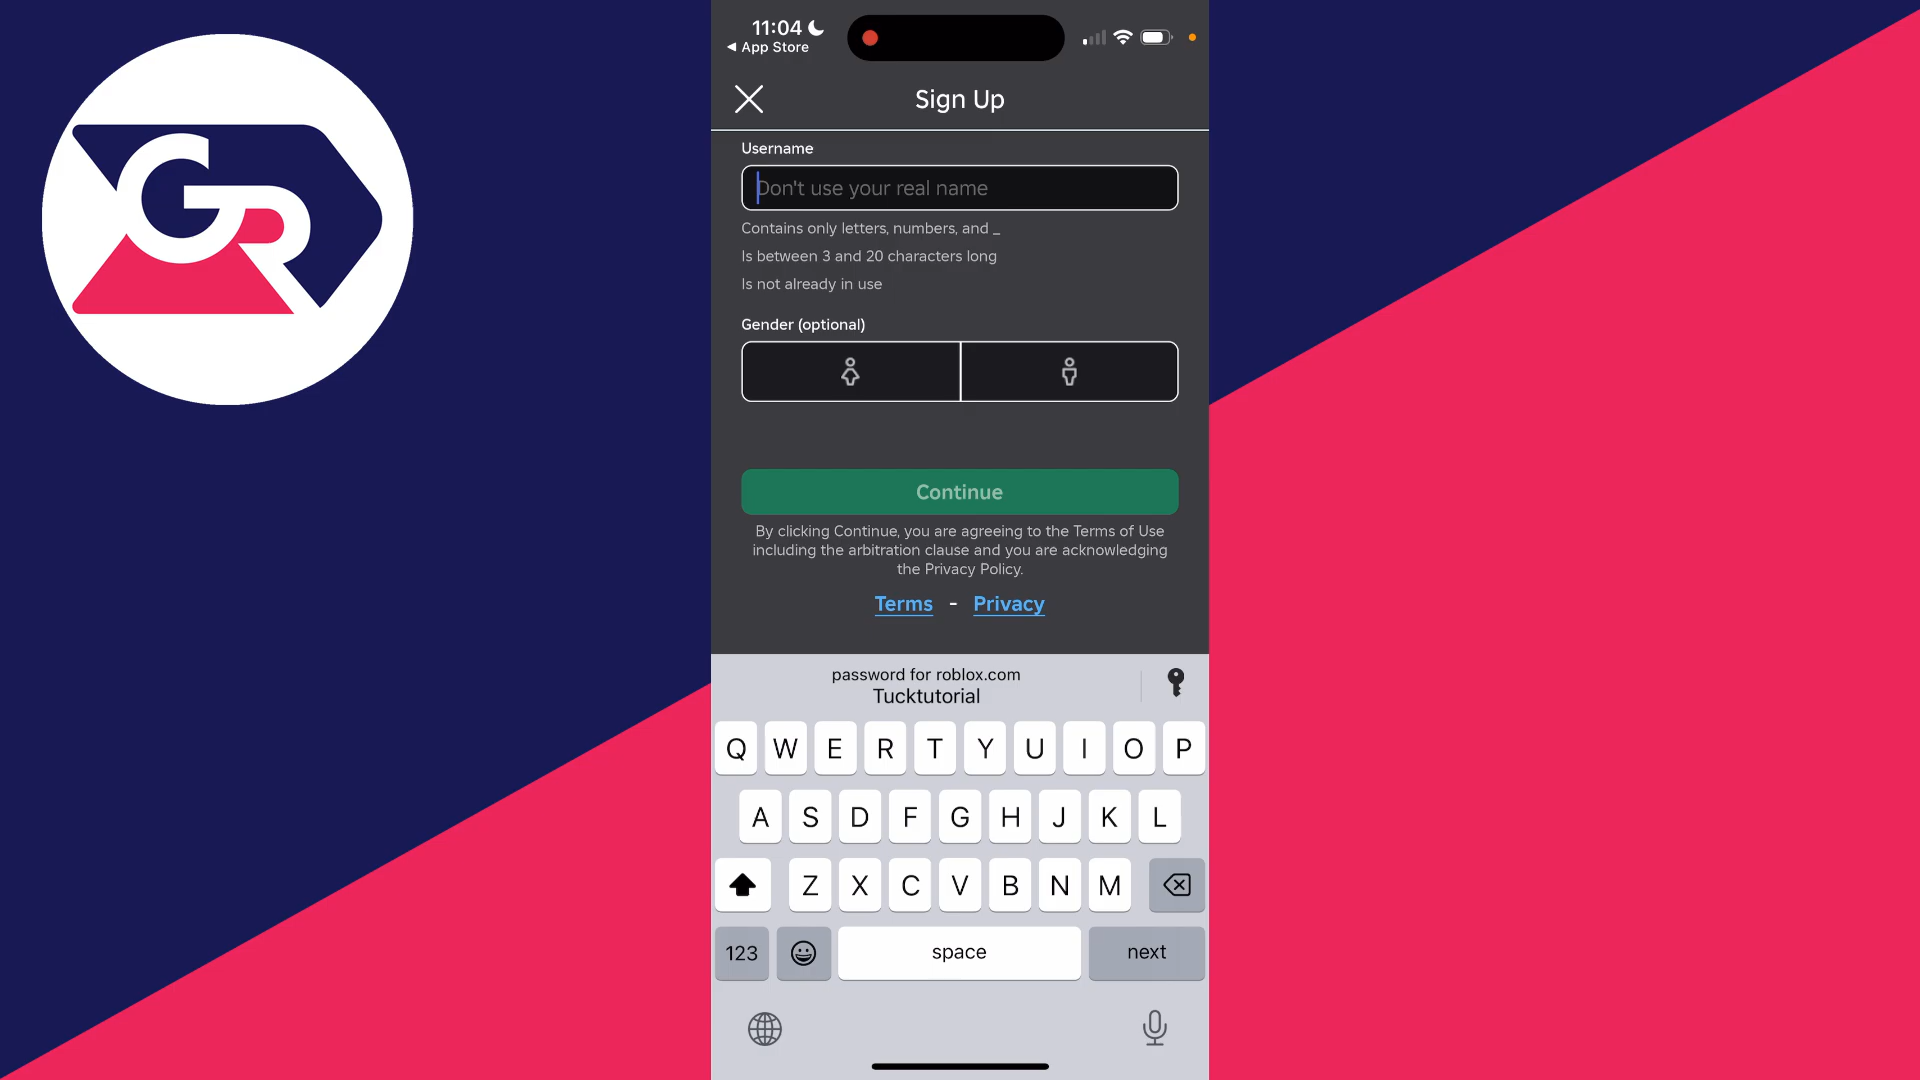 GR
11:04
◄ App Store
Sign Up
Username
Don't use your real name
Contains only letters, numbers, and _
Is between 3 and 20 characters long
Is not already in use
Gender (optional)
Continue
By clicking Continue, you are agreeing to the Terms of Use
including the arbitration clause and you are acknowledging
the Privacy Policy.
Terms - Privacy
password for roblox.com
Tucktutorial
Q W E R T Y U I O P
A S D F G H J K L
Z X C V B N M
123 space next